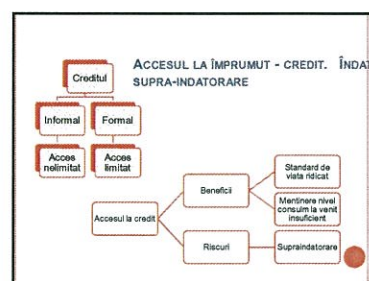 ACCESUL LA ÎMPRUMUT - CREDIT. ÎNDAT
SUPRA-INDATORARE
Creditul
Informal
Formal
Acces
nelimitat
Acces
limitat
Accesul la credit
Beneficii
Standard de
viata ridicat
Mentinere nivel
consum la venit
insuficient
Riscuri
Supraindatorare